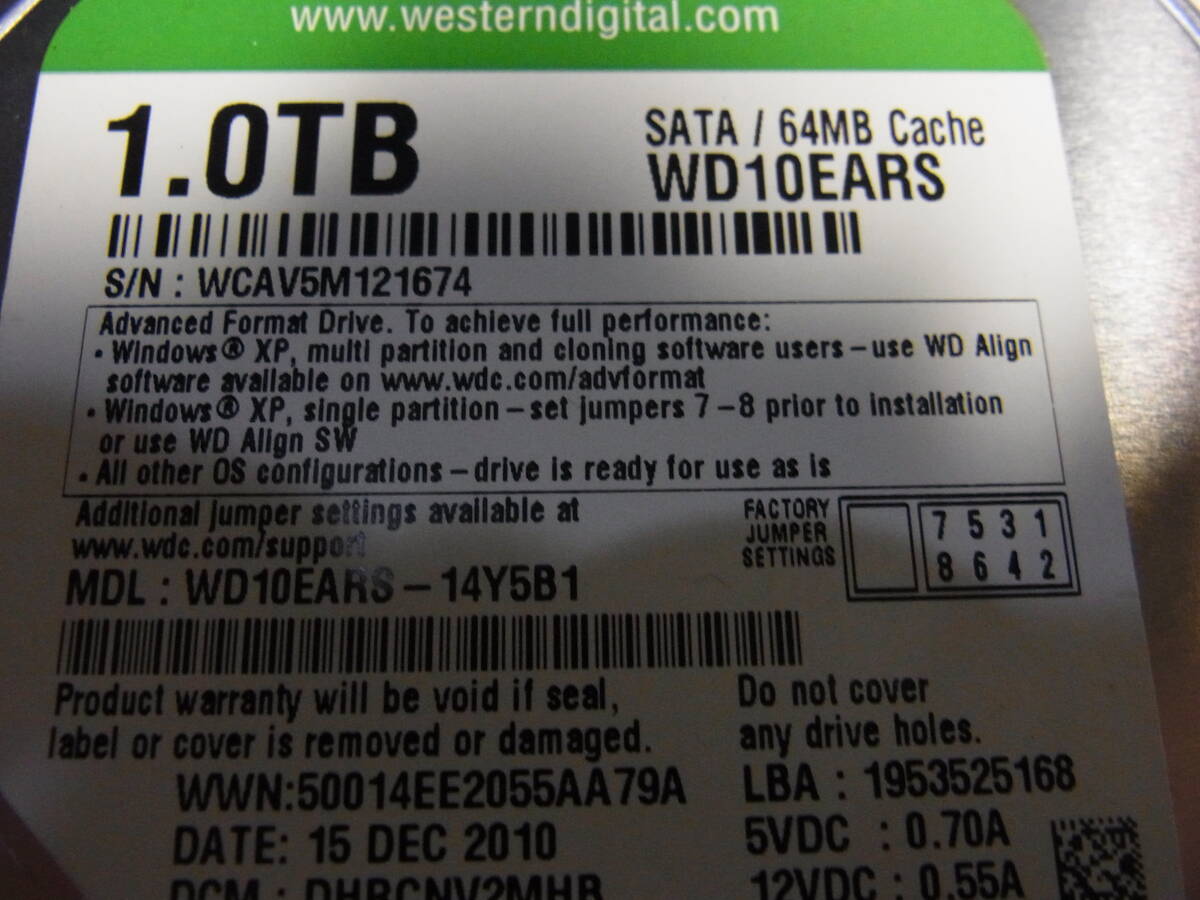 www.westerndigital.com
1.0TB
SATA / 64MB Cache
WD10EARS
S/N : WCAV5M121674
Advanced Format Drive. To achieve full performance:
• Windows® XP, multi partition and cloning software users – use WD Align
software available on www.wdc.com/advformat
• Windows® XP, single partition – set jumpers 7 – 8 prior to installation
or use WD Align SW
• All other OS configurations – drive is ready for use as is
Additional jumper settings available at
www.wdc.com/support
FACTORY
JUMPER
SETTINGS
7 5 3 1
8 6 4 2
MDL : WD10EARS – 14Y5B1
Product warranty will be void if seal,
label or cover is removed or damaged.
Do not cover
any drive holes.
WWN:50014EE2055AA79A
LBA : 1953525168
DATE: 15 DEC 2010
5VDC : 0.70A
DCM : DHRCNV2MHB
12VDC : 0.55A